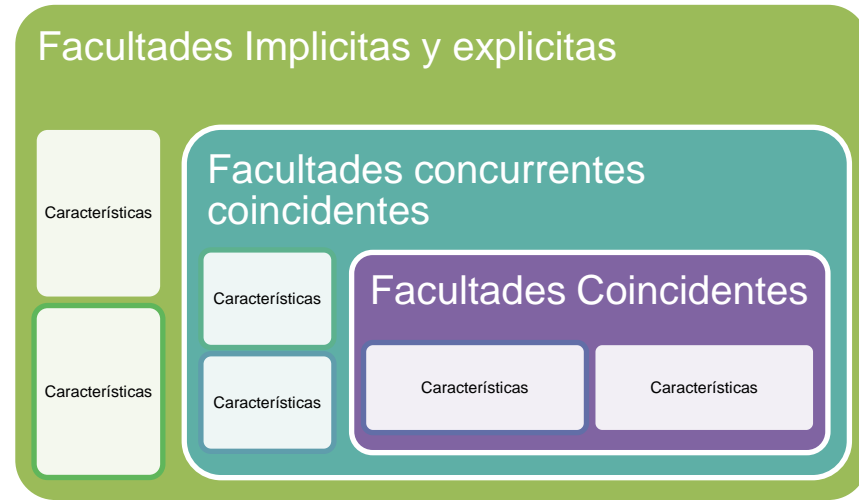 Facultades Implicitas y explicitas
Características
Características
Facultades concurrentes
coincidentes
Características
Características
Facultades Coincidentes
Características
Características